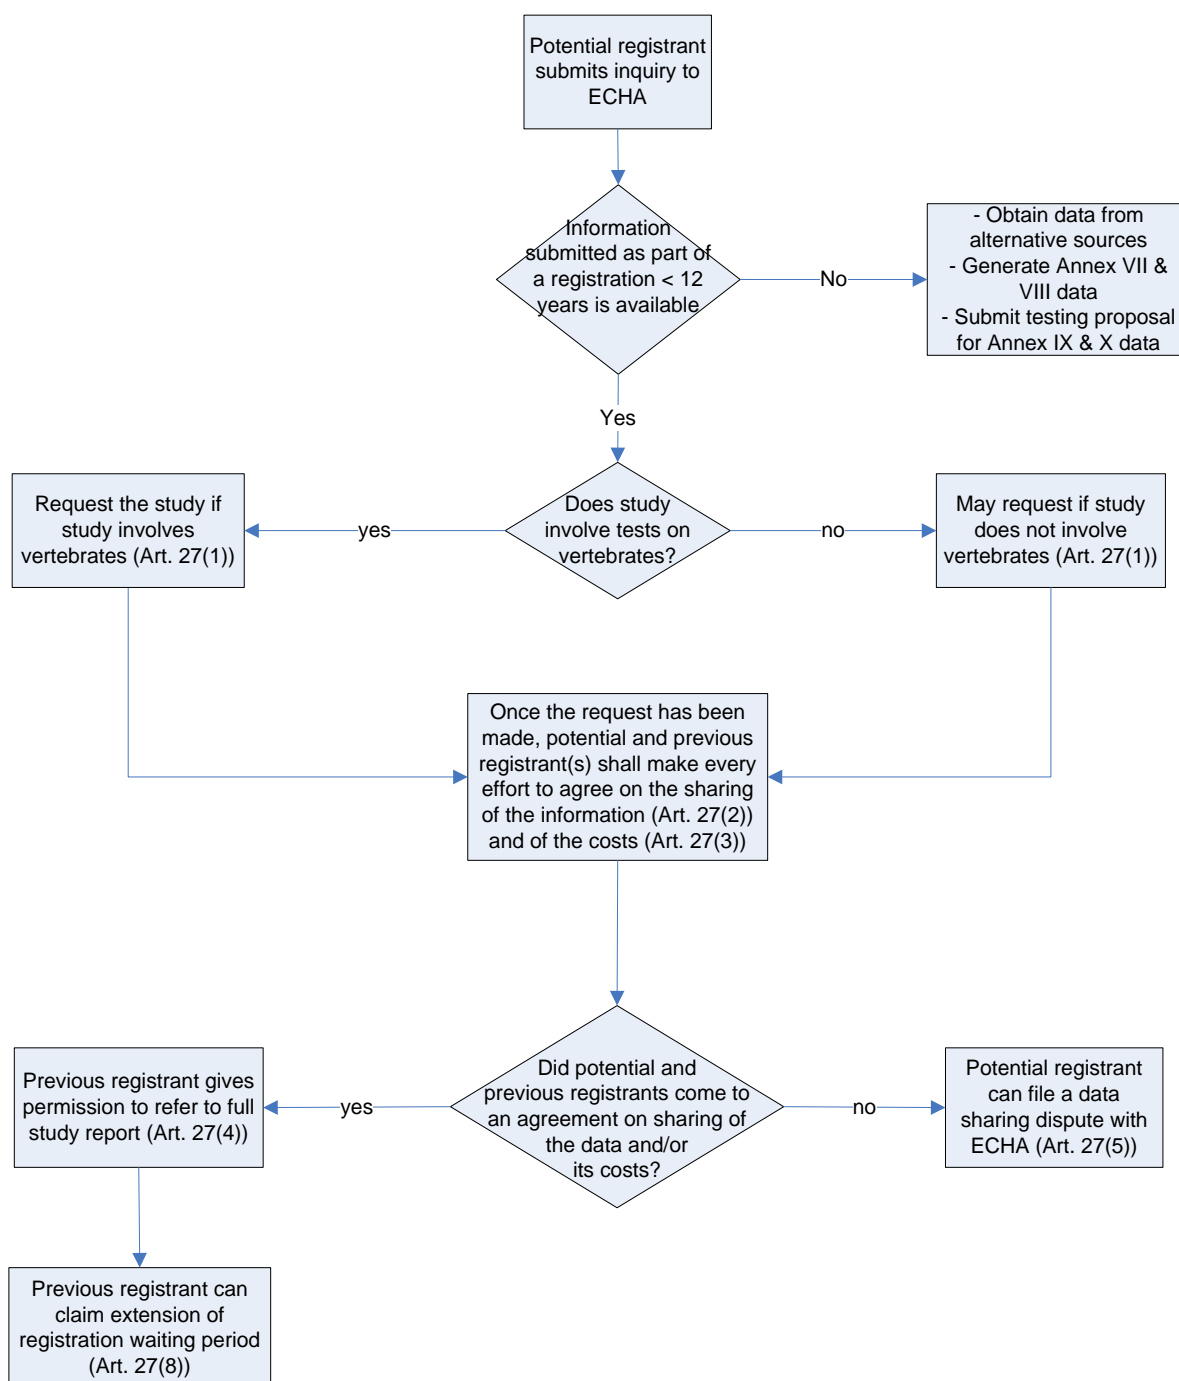 Potential registrant
submits inquiry to
ECHA
Information
submitted as part of
a registration < 12
years is available
No
- Obtain data from
alternative sources
- Generate Annex VII &
VIII data
- Submit testing proposal
for Annex IX & X data
Yes
Request the study if
study involves
vertebrates (Art. 27(1))
yes
Does study
involve tests on
vertebrates?
no
May request if study
does not involve
vertebrates (Art. 27(1))
Once the request has been
made, potential and previous
registrant(s) shall make every
effort to agree on the sharing
of the information (Art. 27(2))
and of the costs (Art. 27(3))
Previous registrant gives
permission to refer to full
study report (Art. 27(4))
yes
Did potential and
previous registrants come to
an agreement on sharing of
the data and/or
its costs?
no
Potential registrant
can file a data
sharing dispute with
ECHA (Art. 27(5))
Previous registrant can
claim extension of
registration waiting period
(Art. 27(8))